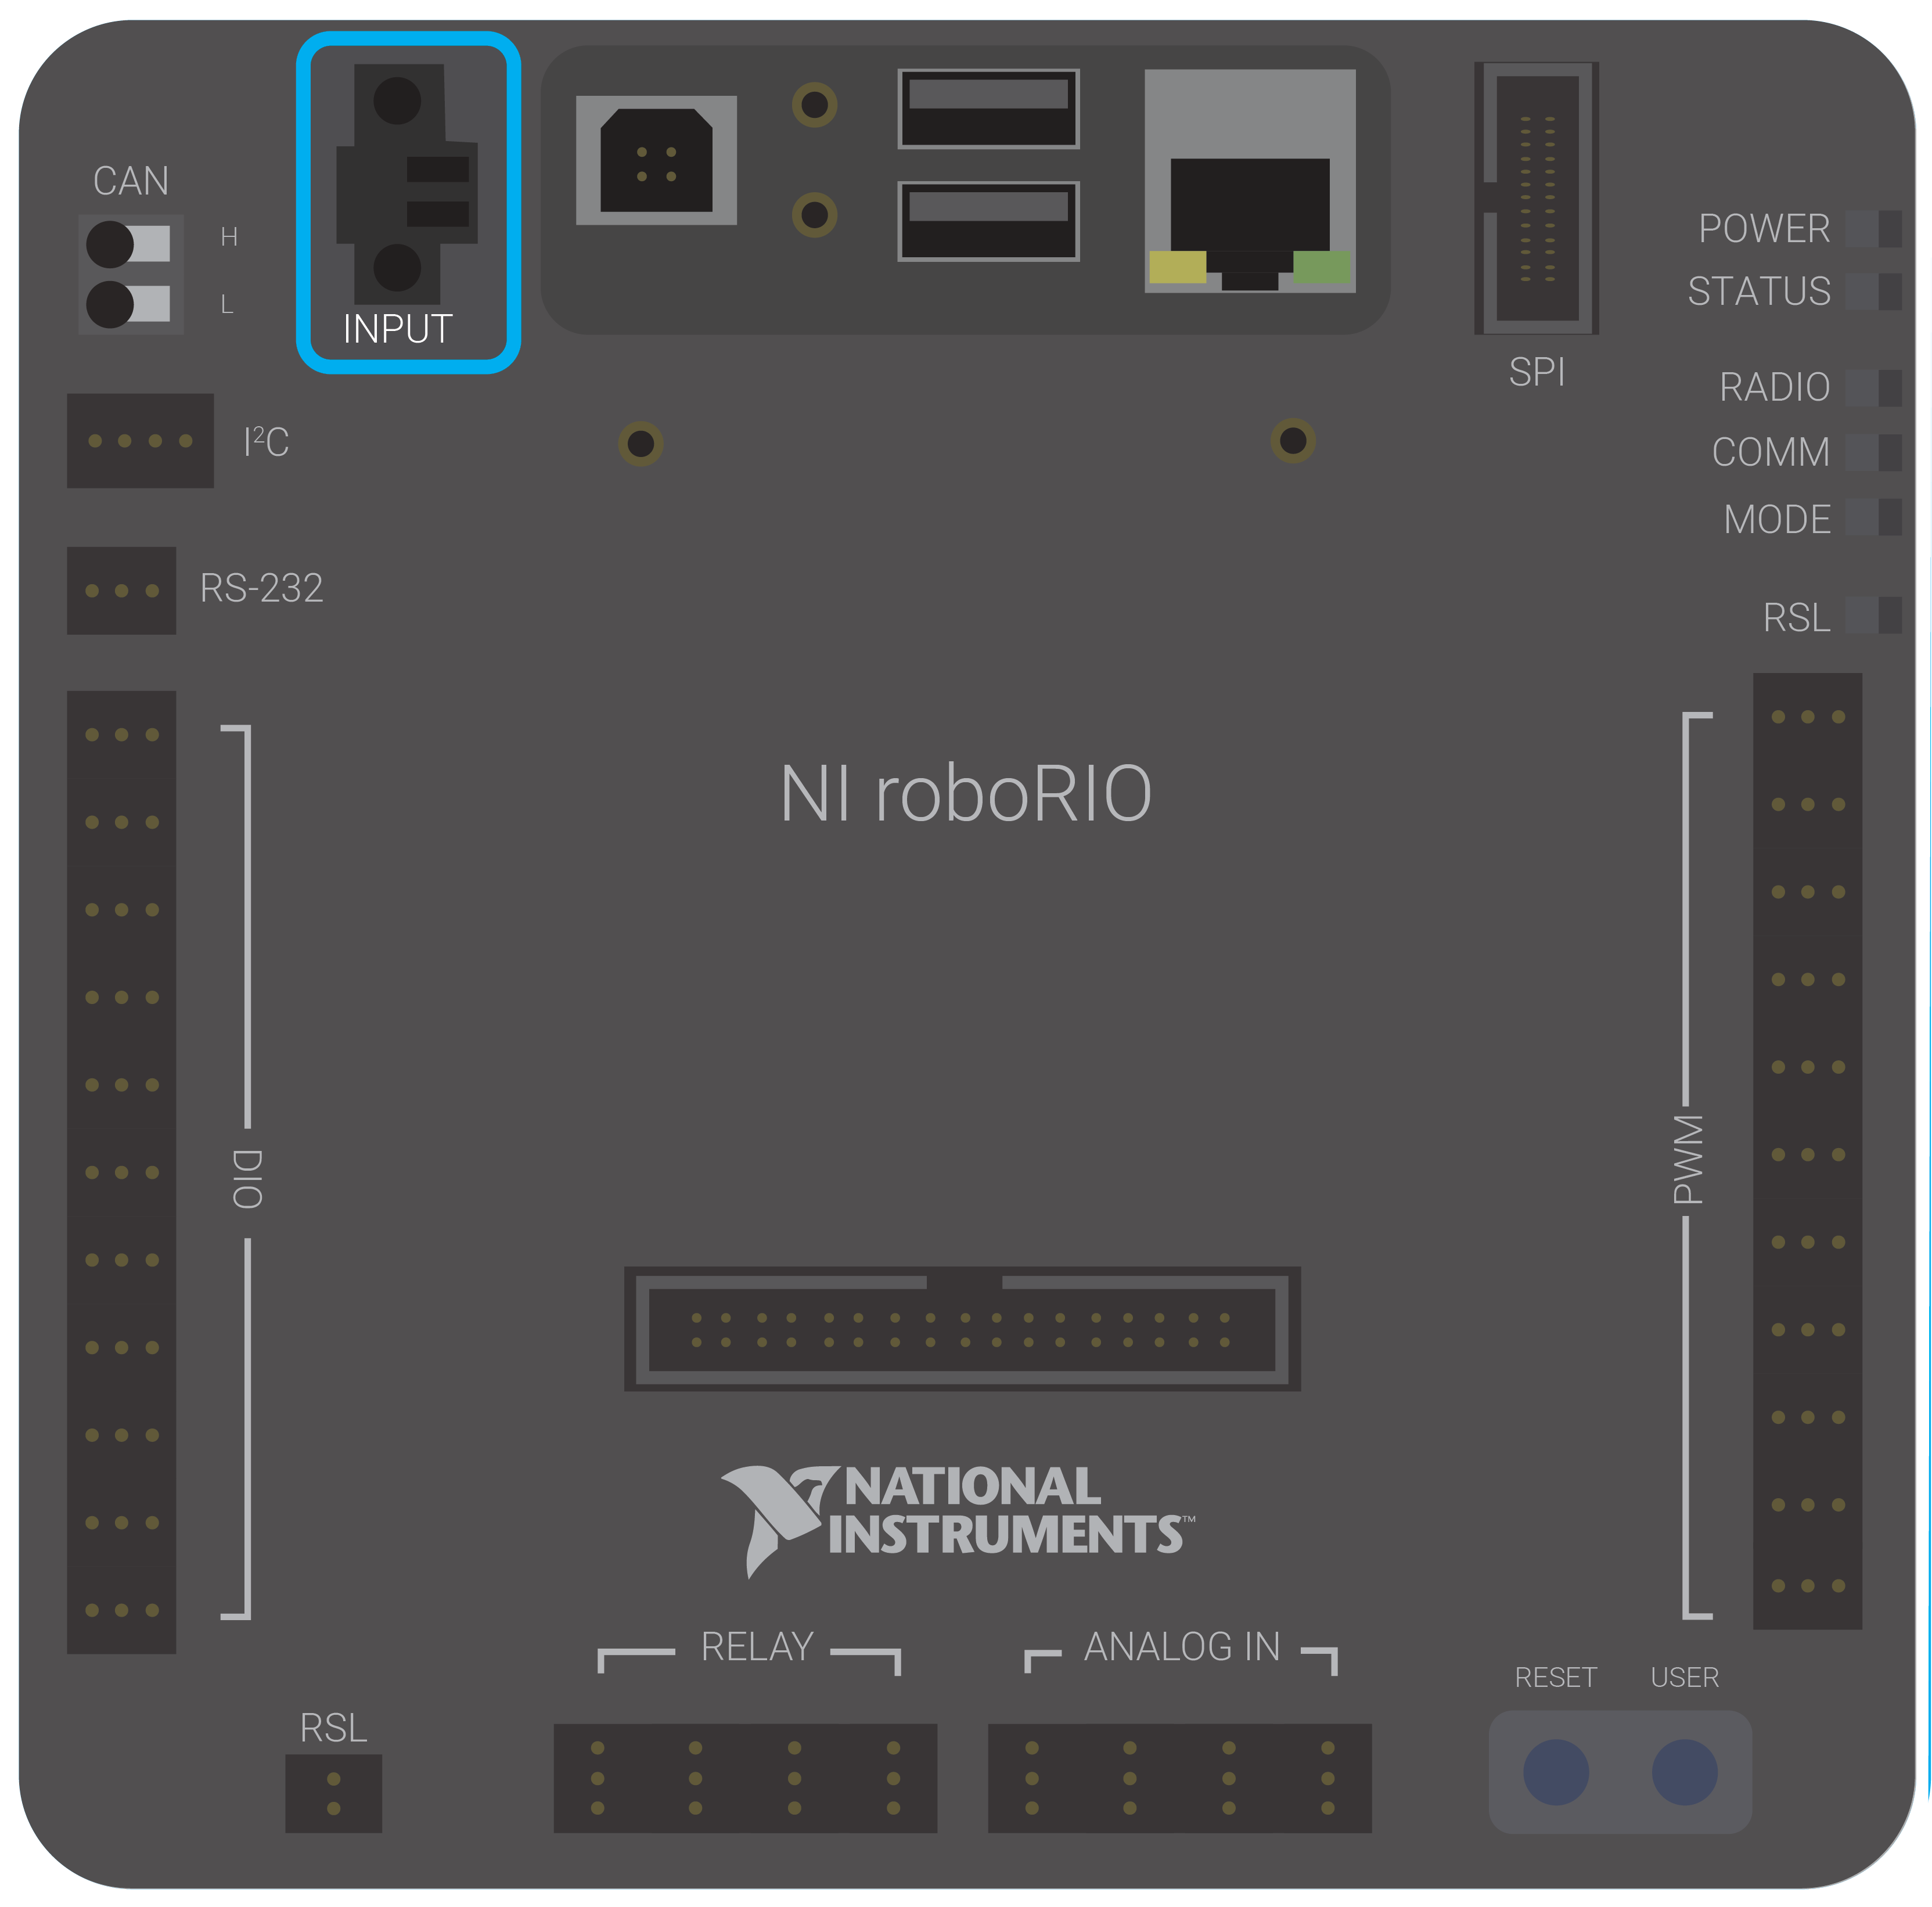 CAN
H
L
INPUT
I²C
RS-232
SPI
POWER
STATUS
RADIO
COMM
MODE
RSL
NI roboRIO
DIO
PWM
NATIONAL
INSTRUMENTS™
RELAY
ANALOG IN
RESET
USER
RSL